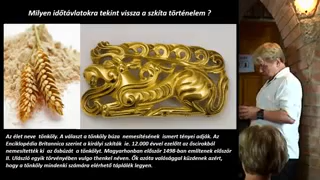 Milyen időtávlatokra tekint vissza a szkíta történelem ?
Az élet neve tönköly. A választ a tönköly búza nemesítésének ismert tényei adják. Az
Enciklopédia Britannica szerint a királyi szkíták ie. 12.000 évvel ezelőtt az őscirokból
nemesítették ki az ősbúzát a tönkölyt. Magyarhonban először 1498-ban említenek először
II. Ulászló egyik törvényében vulgo thenkel néven. Ők azóta valósággal küzdenek azért,
hogy a tönköly mindenki számára elérhető táplálék legyen.